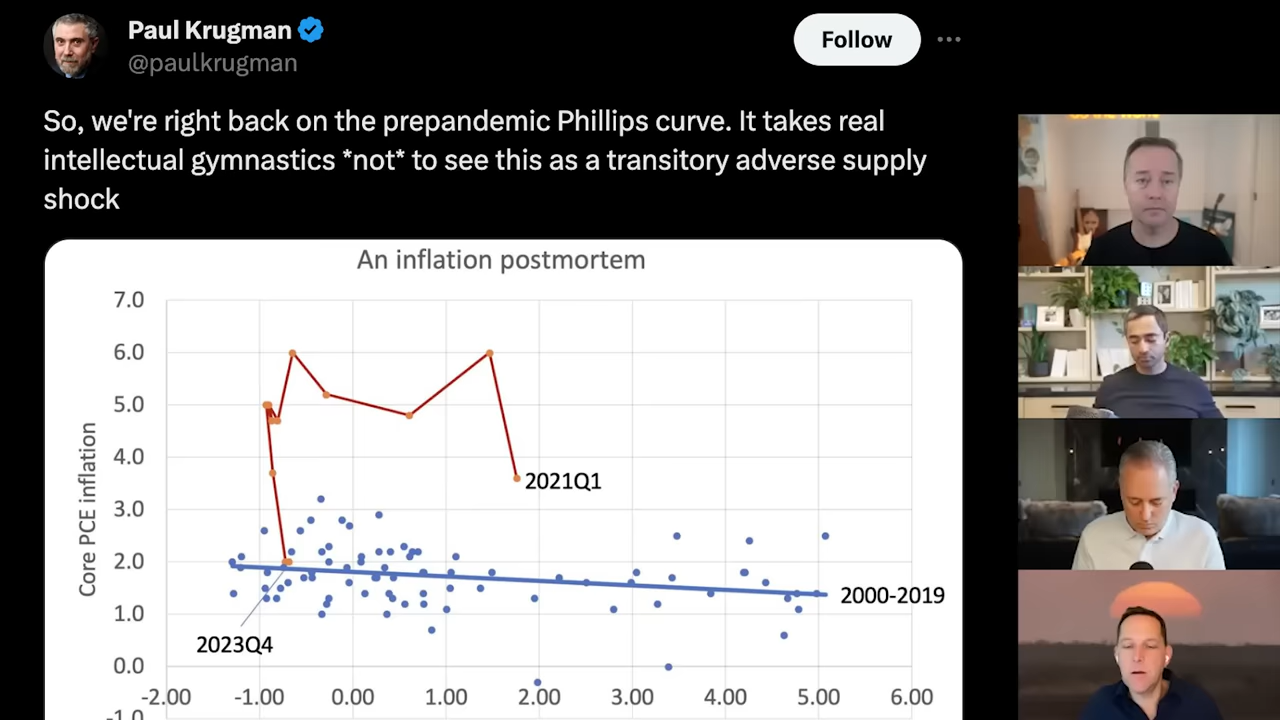 Paul Krugman
@paulkrugman
Follow
So, we're right back on the prepandemic Phillips curve. It takes real
intellectual gymnastics *not* to see this as a transitory adverse supply
shock
An inflation postmortem
7.0
6.0
5.0
4.0
3.0
2.0
1.0
0.0
-1.0
Core PCE inflation
2021Q1
2000-2019
2023Q4
-2.00 -1.00 0.00 1.00 2.00 3.00 4.00 5.00 6.00